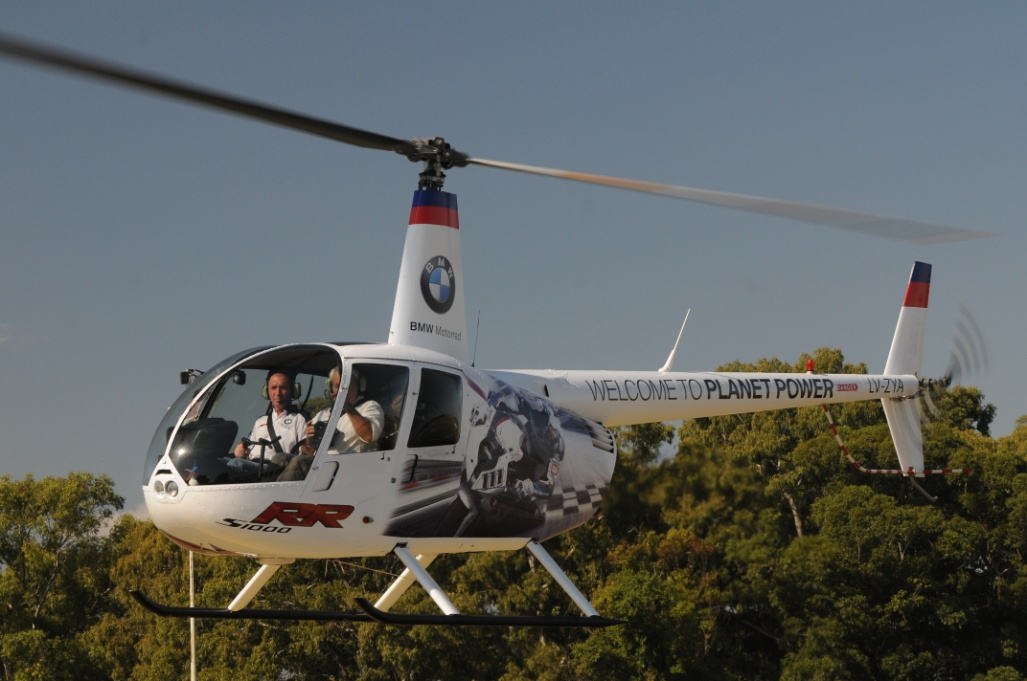 BMW
BMW Motorrad
WELCOME TO PLANET POWER
LV-ZYA
RR
S1000